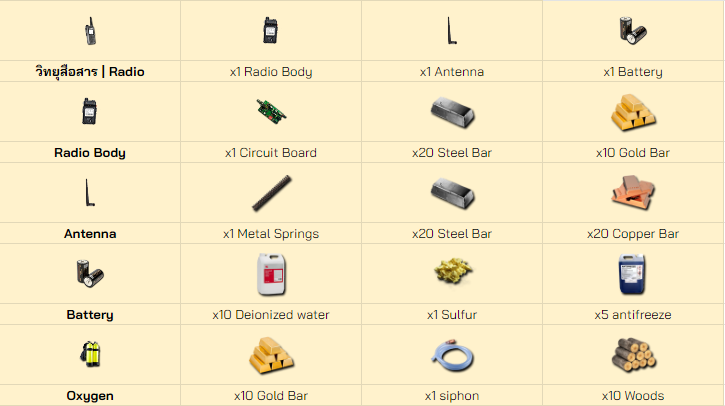 วิทยุสื่อสาร | Radio
x1 Radio Body
x1 Antenna
x1 Battery
Radio Body
x1 Circuit Board
x20 Steel Bar
x10 Gold Bar
Antenna
x1 Metal Springs
x20 Steel Bar
x20 Copper Bar
Battery
x10 Deionized water
x1 Sulfur
x5 antifreeze
Oxygen
x10 Gold Bar
x1 siphon
x10 Woods